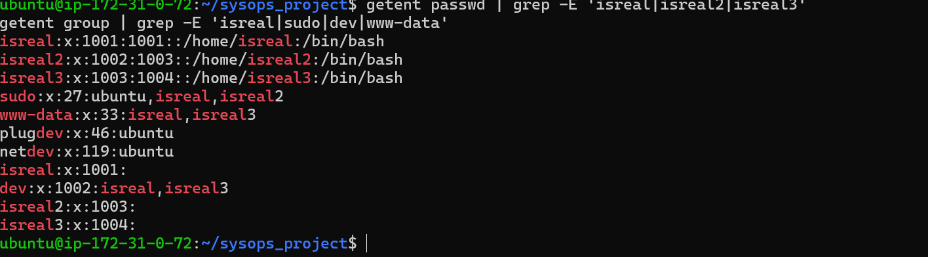 ubuntu@ip-172-31-0-72:~/sysops_project$ getent passwd | grep -E 'isreal|isreal2|isreal3'
getent group | grep -E 'isreal|sudo|dev|www-data'
isreal:x:1001:1001::/home/isreal:/bin/bash
isreal2:x:1002:1003::/home/isreal2:/bin/bash
isreal3:x:1003:1004::/home/isreal3:/bin/bash
sudo:x:27:ubuntu,isreal,isreal2
www-data:x:33:isreal,isreal3
plugdev:x:46:ubuntu
netdev:x:119:ubuntu
isreal:x:1001:
dev:x:1002:isreal,isreal3
isreal2:x:1003:
isreal3:x:1004:
ubuntu@ip-172-31-0-72:~/sysops_project$